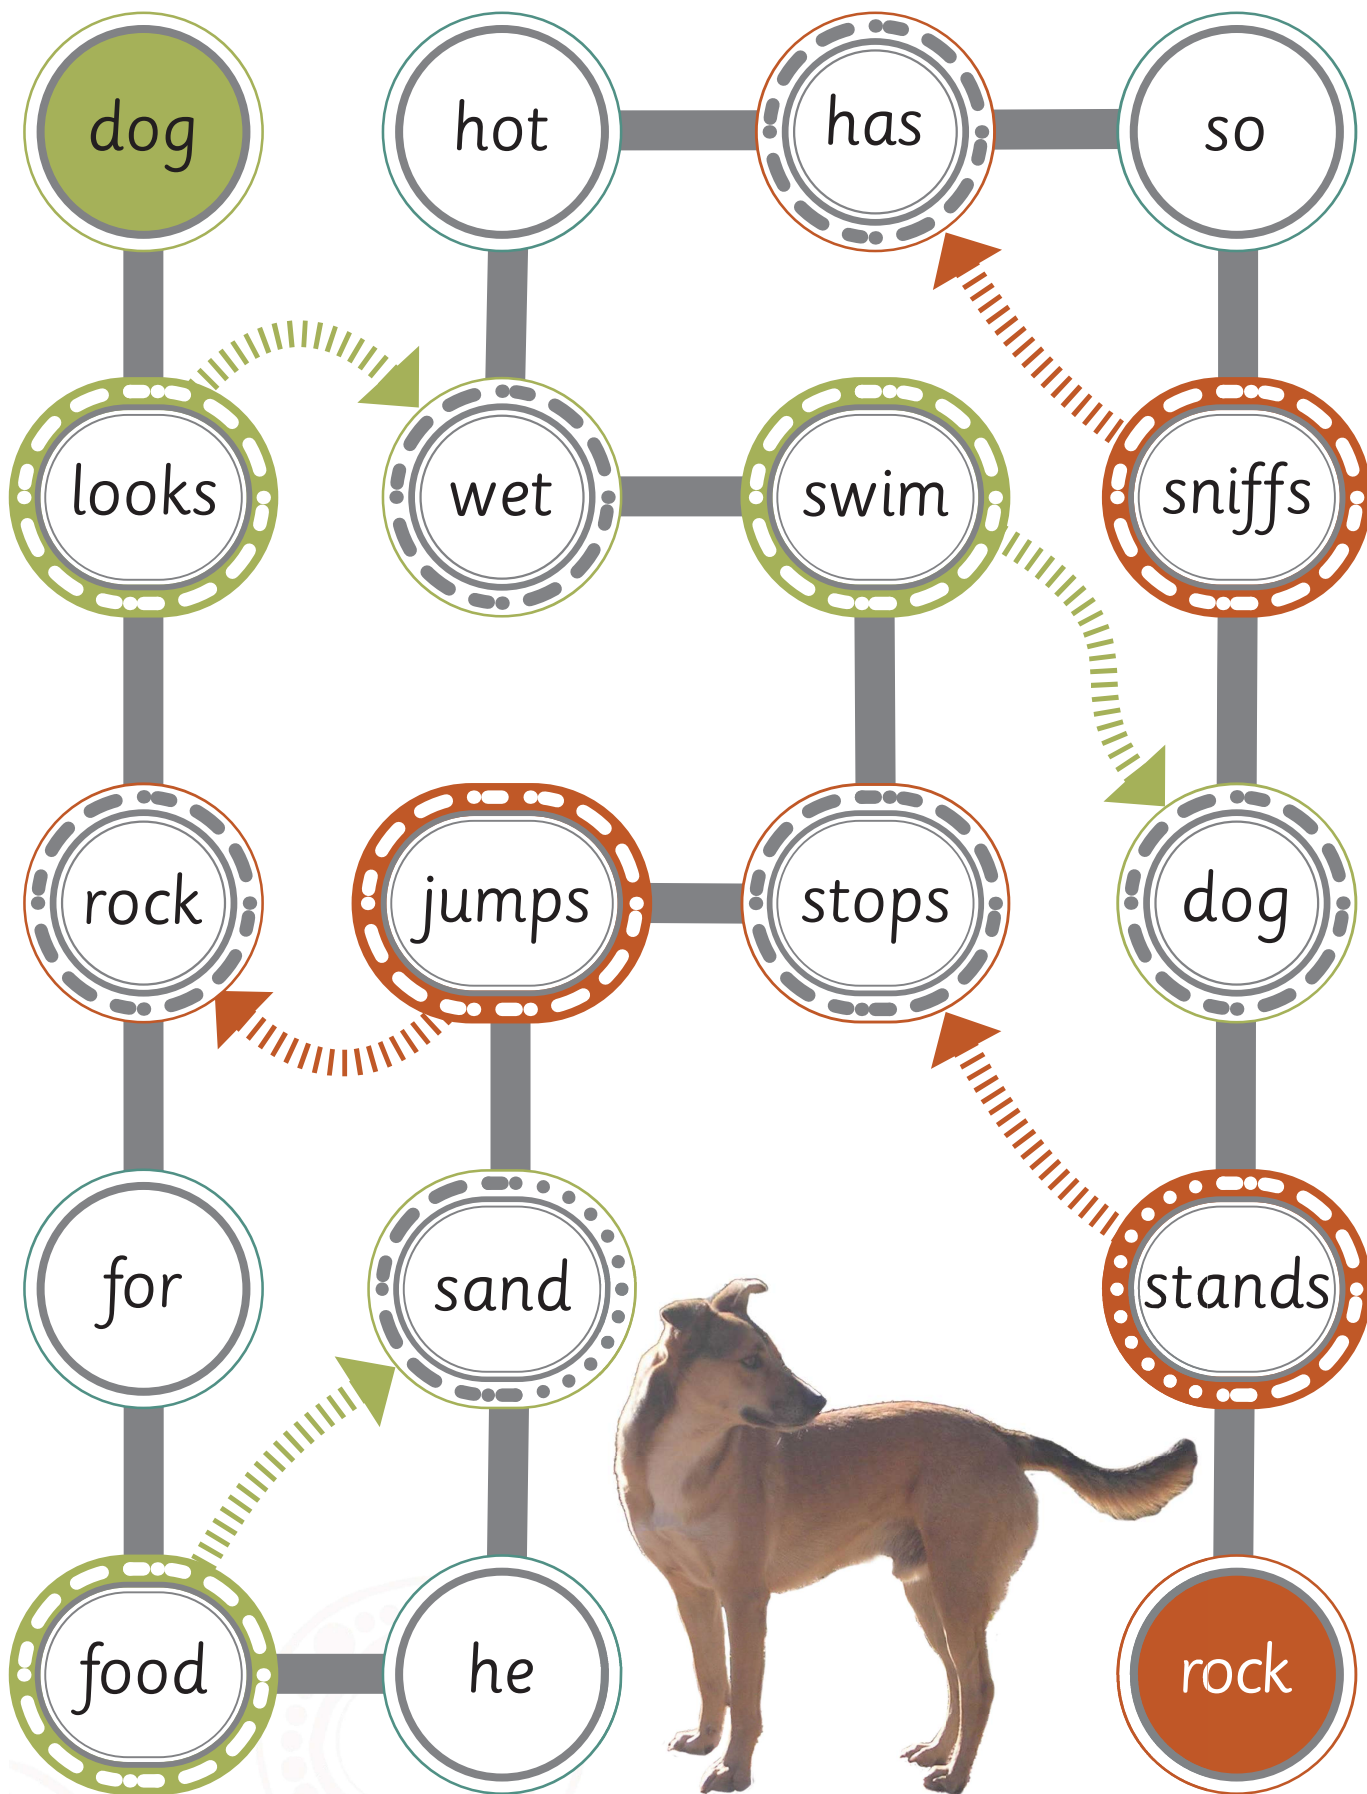 dog
hot
has
so
looks
wet
swim
sniffs
rock
jumps
stops
dog
for
sand
stands
food
he
rock